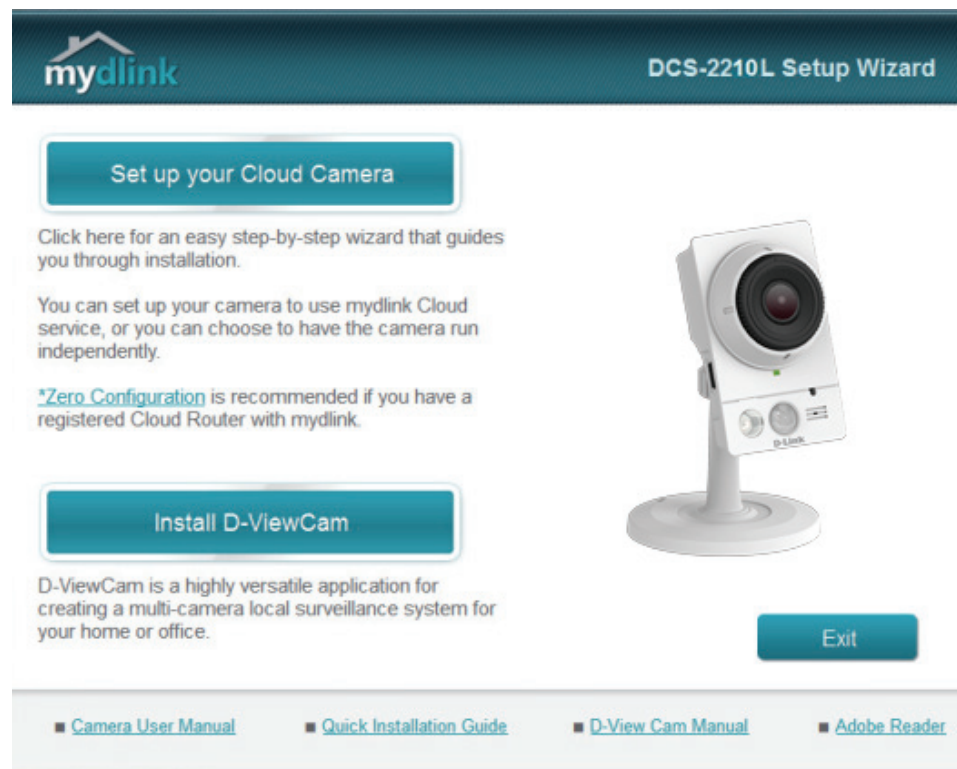 mydlink
DCS-2210L Setup Wizard
Set up your Cloud Camera
Click here for an easy step-by-step wizard that guides
you through installation.
You can set up your camera to use mydlink Cloud
service, or you can choose to have the camera run
independently.
*Zero Configuration is recommended if you have a
registered Cloud Router with mydlink.
D-Link
Install D-ViewCam
D-ViewCam is a highly versatile application for
creating a multi-camera local surveillance system for
your home or office.
Exit
Camera User Manual
Quick Installation Guide
D-View Cam Manual
Adobe Reader